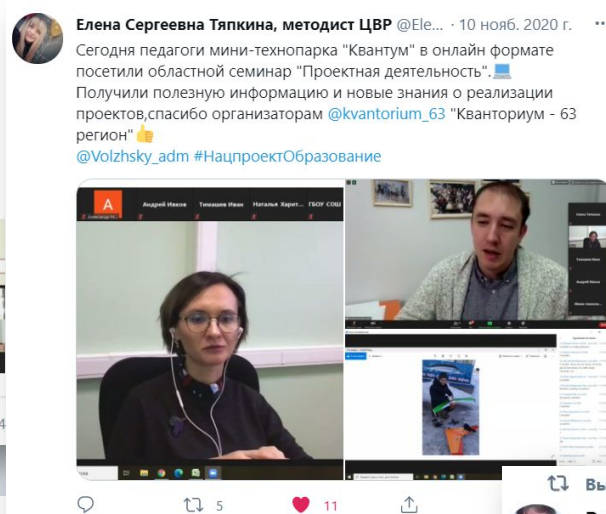 Елена Сергеевна Тяпкина, методист ЦВР @Ele... · 10 нояб. 2020 г.
Сегодня педагоги мини-технопарка "Квантум" в онлайн формате
посетили областной семинар "Проектная деятельность".
Получили полезную информацию и новые знания о реализации
проектов,спасибо организаторам @kvantorium_63 "Кванториум - 63
регион"
@Volzhsky_adm #НацпроектОбразование
А Андрей Ивков Тимашев Иван Наталья Харит... ГБОУ СОШ
5 11
Вы